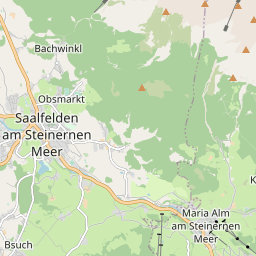 Bachwinkl
Obsmarkt
Saalfelden
am Steinernen
Meer
Maria Alm
am Steinernen
Meer
K
Bsuch